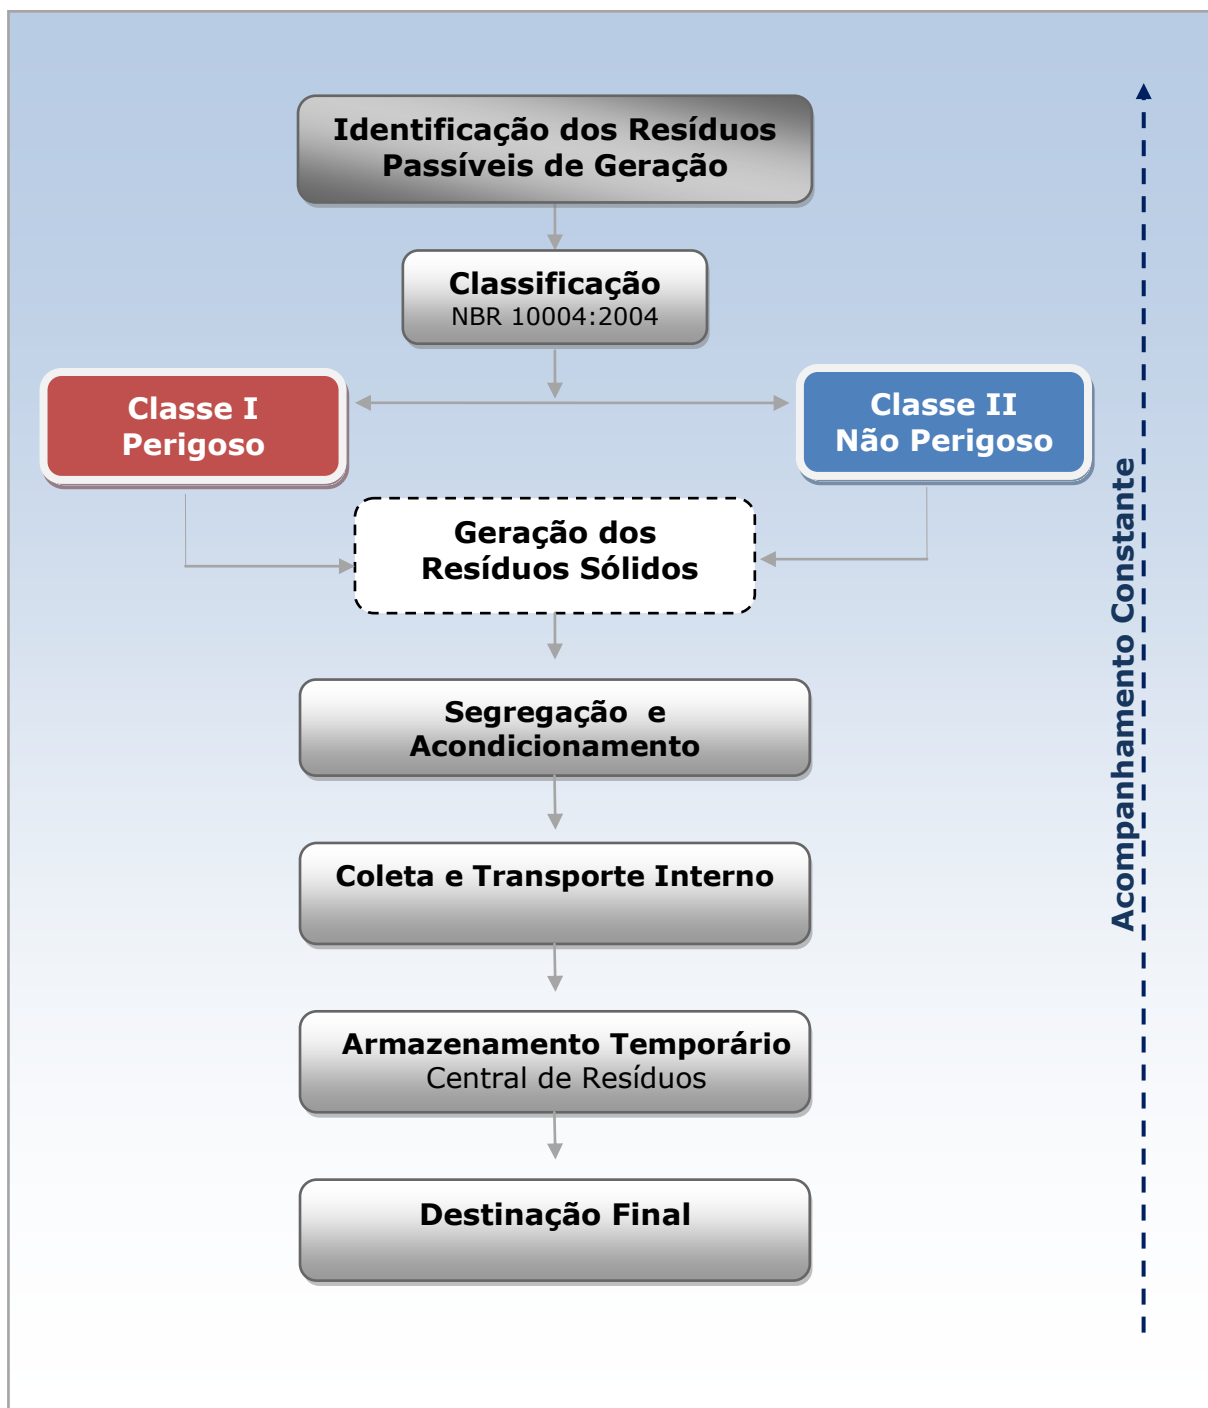 Identificação dos Resíduos
Passíveis de Geração
Classificação
NBR 10004:2004
Classe I
Perigoso
Classe II
Não Perigoso
Geração dos
Resíduos Sólidos
Segregação e
Acondicionamento
Coleta e Transporte Interno
Armazenamento Temporário
Central de Resíduos
Destinação Final
Acompanhamento Constante